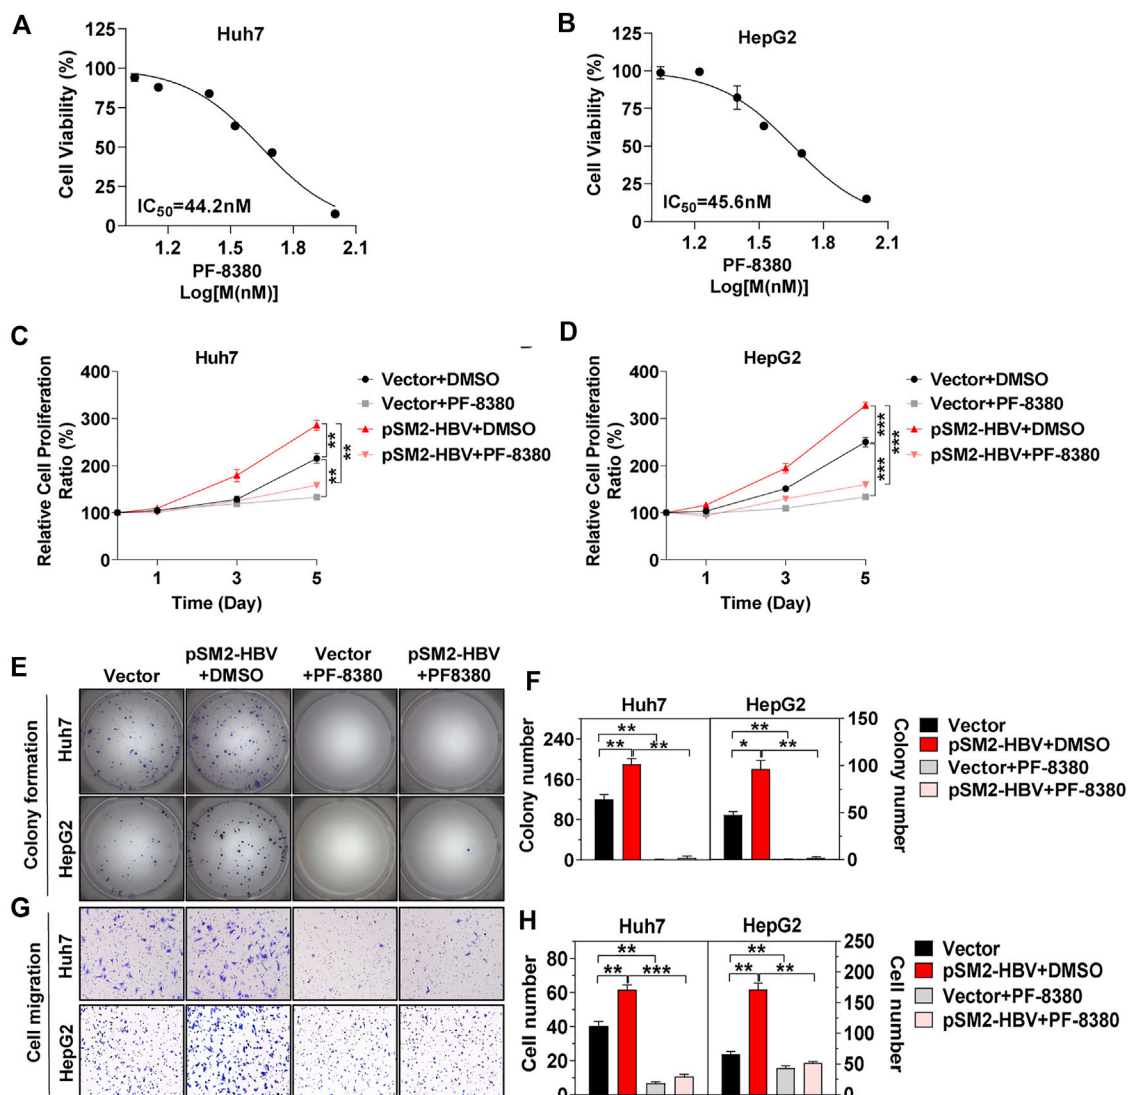 A
Huh7
Cell Viability (%)
125
100
75
50
25
0
IC50=44.2nM
1.2 1.5 1.8 2.1
PF-8380
Log[M(nM)]
B
HepG2
Cell Viability (%)
125
100
75
50
25
0
IC50=45.6nM
1.2 1.5 1.8 2.1
PF-8380
Log[M(nM)]
C
Huh7
Relative Cell Proliferation
Ratio (%)
400
300
200
100
0
1 3 5
Time (Day)
Vector+DMSO
Vector+PF-8380
pSM2-HBV+DMSO
pSM2-HBV+PF-8380
**
**
**
D
HepG2
Relative Cell Proliferation
Ratio (%)
400
300
200
100
0
1 3 5
Time (Day)
Vector+DMSO
Vector+PF-8380
pSM2-HBV+DMSO
pSM2-HBV+PF-8380
***
***
***
E
Vector
pSM2-HBV
+DMSO
Vector
+PF-8380
pSM2-HBV
+PF8380
Colony formation
Huh7
HepG2
F
Huh7 HepG2
Colony number
240
160
80
0
**
** **
**
* **
150
100
50
0
Colony number
Vector
pSM2-HBV+DMSO
Vector+PF-8380
pSM2-HBV+PF-8380
G
Cell migration
Huh7
HepG2
H
Huh7 HepG2
Cell number
80
60
40
20
0
**
** ***
**
** **
250
200
150
100
50
0
Cell number
Vector
pSM2-HBV+DMSO
Vector+PF-8380
pSM2-HBV+PF-8380